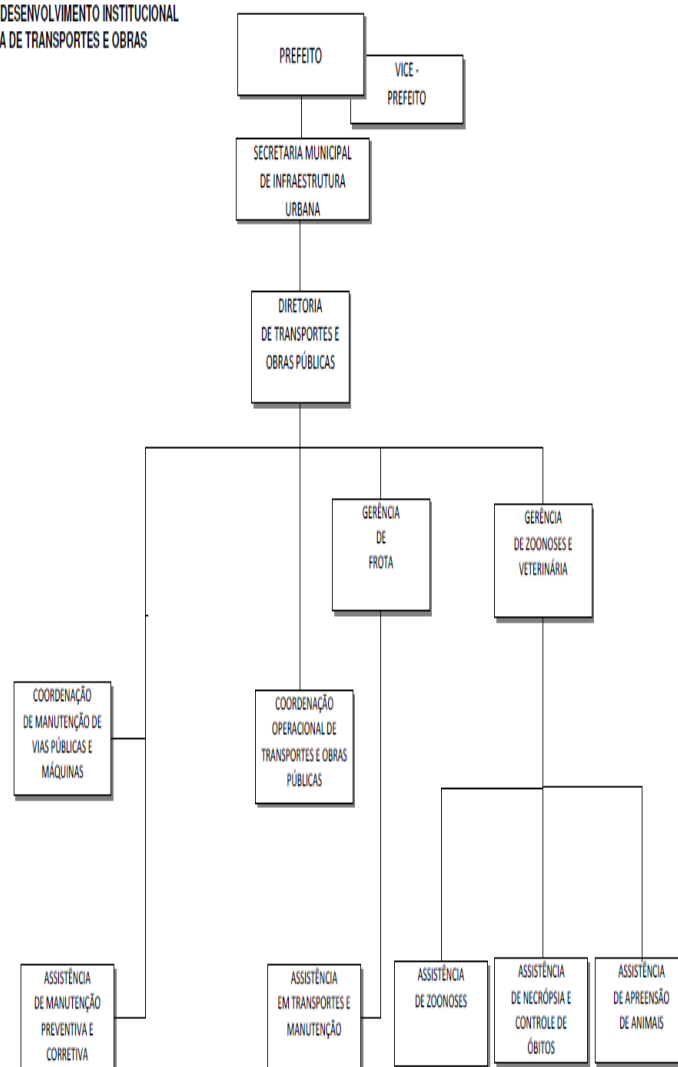 DESENVOLVIMENTO INSTITUCIONAL
A DE TRANSPORTES E OBRAS
PREFEITO
VICE -
PREFEITO
SECRETARIA MUNICIPAL
DE INFRAESTRUTURA
URBANA
DIRETORIA
DE TRANSPORTES E
OBRAS PÚBLICAS
GERÊNCIA
DE
FROTA
GERÊNCIA
DE ZOONOSES E
VETERINÁRIA
COORDENAÇÃO
DE MANUTENÇÃO DE
VIAS PÚBLICAS E
MÁQUINAS
COORDENAÇÃO
OPERACIONAL DE
TRANSPORTES E OBRAS
PÚBLICAS
ASSISTÊNCIA
DE MANUTENÇÃO
PREVENTIVA E
CORRETIVA
ASSISTÊNCIA
EM TRANSPORTES E
MANUTENÇÃO
ASSISTÊNCIA
DE ZOONOSES
ASSISTÊNCIA
DE NECRÓPSIA E
CONTROLE DE
ÓBITOS
ASSISTÊNCIA
DE APREENSÃO
DE ANIMAIS